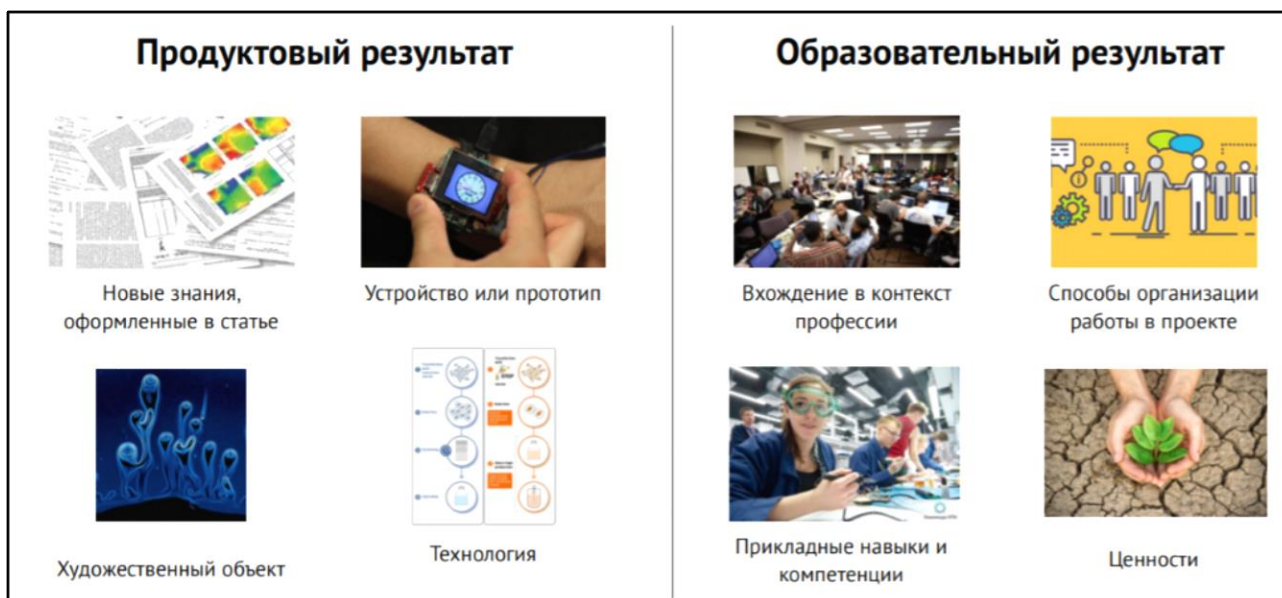 Продуктовый результат
Новые знания,
оформленные в статье
Устройство или прототип
Художественный объект
Технология
Образовательный результат
Вхождение в контекст
профессии
Способы организации
работы в проекте
Прикладные навыки и
компетенции
Ценности